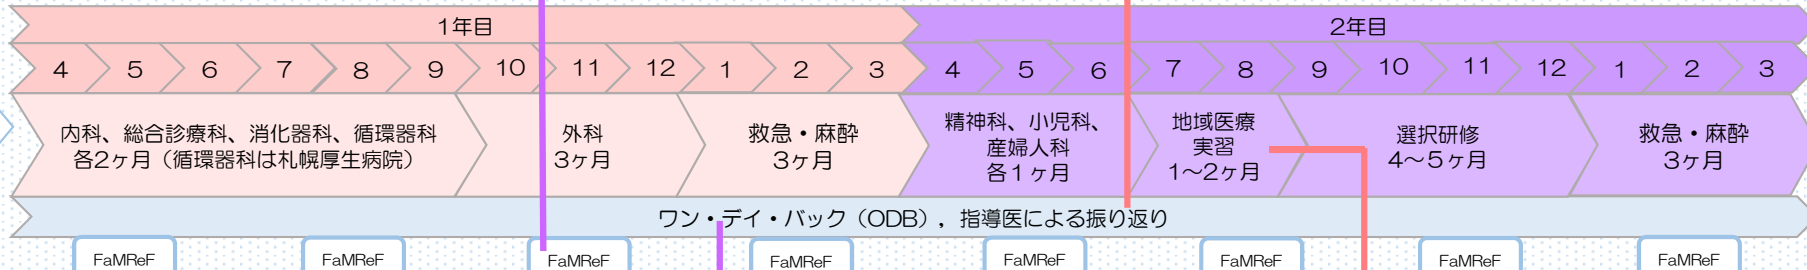 1年目
2年目
4 5 6 7 8 9 10 11 12 1 2 3 4 5 6 7 8 9 10 11 12 1 2 3
内科、総合診療科、消化器科、循環器科
各2ヶ月（循環器科は札幌厚生病院）
外科
3ヶ月
救急・麻酔
3ヶ月
精神科、小児科、
産婦人科
各１ヶ月
地域医療
実習
1〜2ヶ月
選択研修
4〜５ヶ月
救急・麻酔
3ヶ月
ワン・デイ・バック（ODB），指導医による振り返り
FaMReF
FaMReF
FaMReF
FaMReF
FaMReF
FaMReF
FaMReF
FaMReF